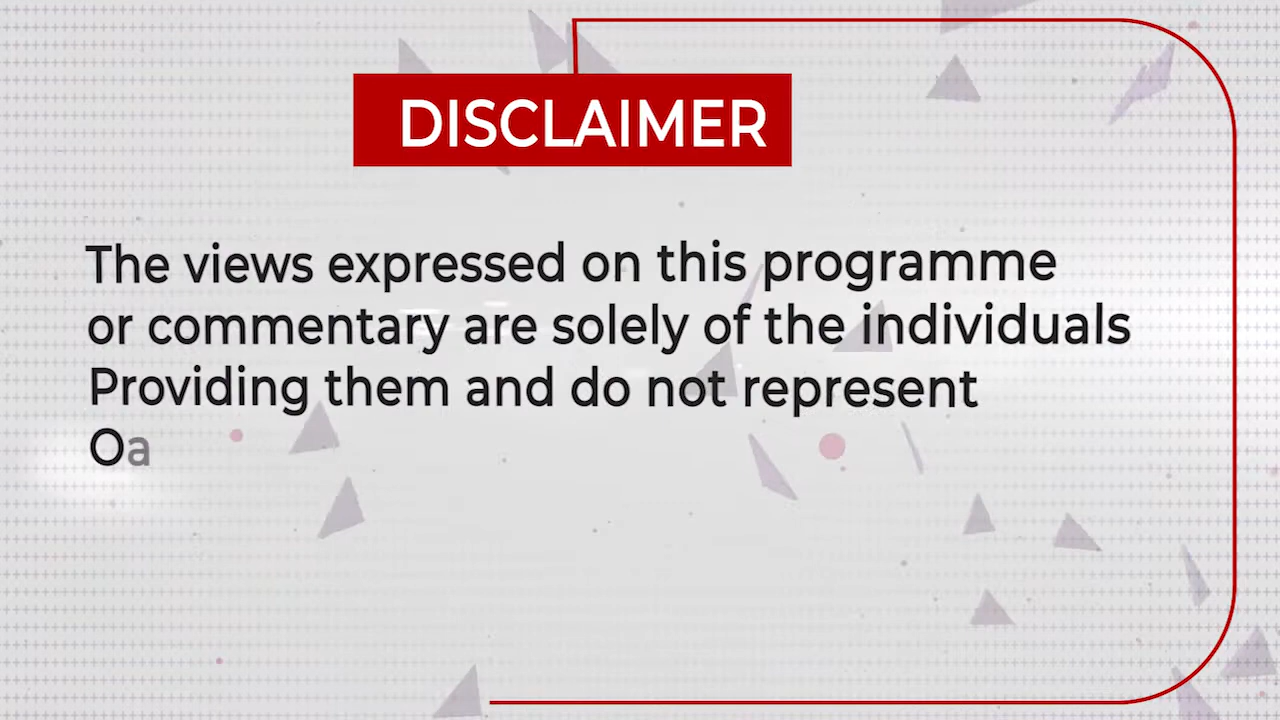 DISCLAIMER
The views expressed on this programme
or commentary are solely of the individuals
Providing them and do not represent
Oa